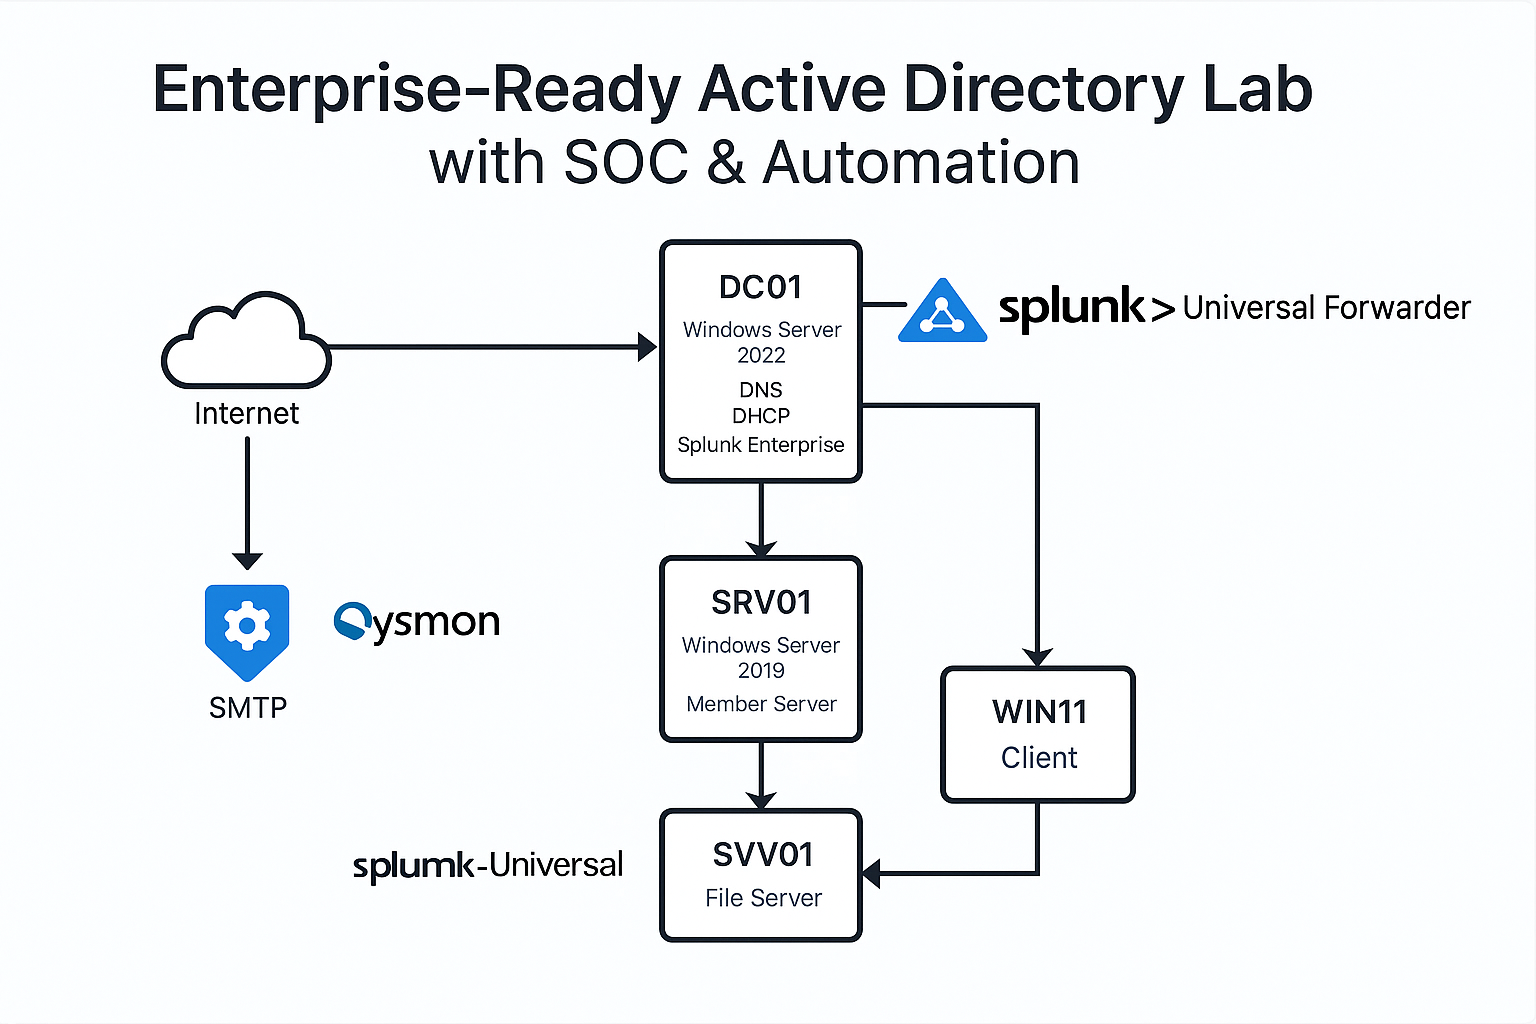 Enterprise-Ready Active Directory Lab
with SOC & Automation
DC01
Windows Server
2022
DNS
DHCP
Splunk Enterprise
splunk> Universal Forwarder
Internet
SRV01
Windows Server
2019
Member Server
ysmon
SMTP
WIN11
Client
splumk-Universal
SVV01
File Server